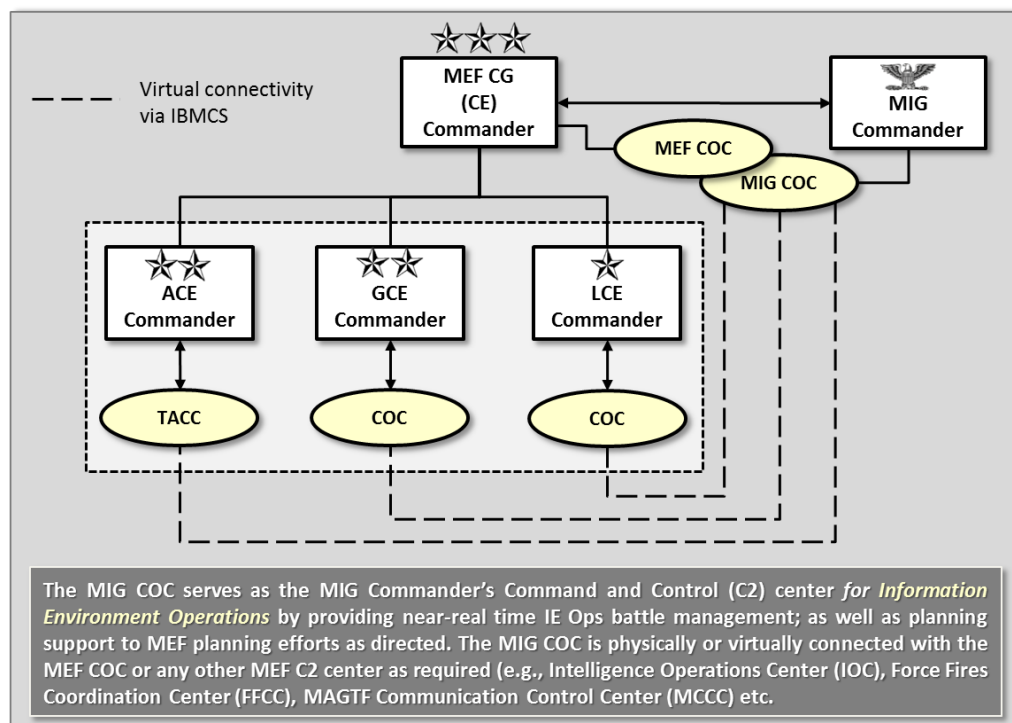 Virtual connectivity
via IBMCS
MEF CG
(CE)
Commander
MIG
Commander
MEF COC
MIG COC
ACE
Commander
GCE
Commander
LCE
Commander
TACC
COC
COC
The MIG COC serves as the MIG Commander's Command and Control (C2) center for Information
Environment Operations by providing near-real time IE Ops battle management; as well as planning
support to MEF planning efforts as directed. The MIG COC is physically or virtually connected with the
MEF COC or any other MEF C2 center as required (e.g., Intelligence Operations Center (IOC), Force Fires
Coordination Center (FFCC), MAGTF Communication Control Center (MCCC) etc.